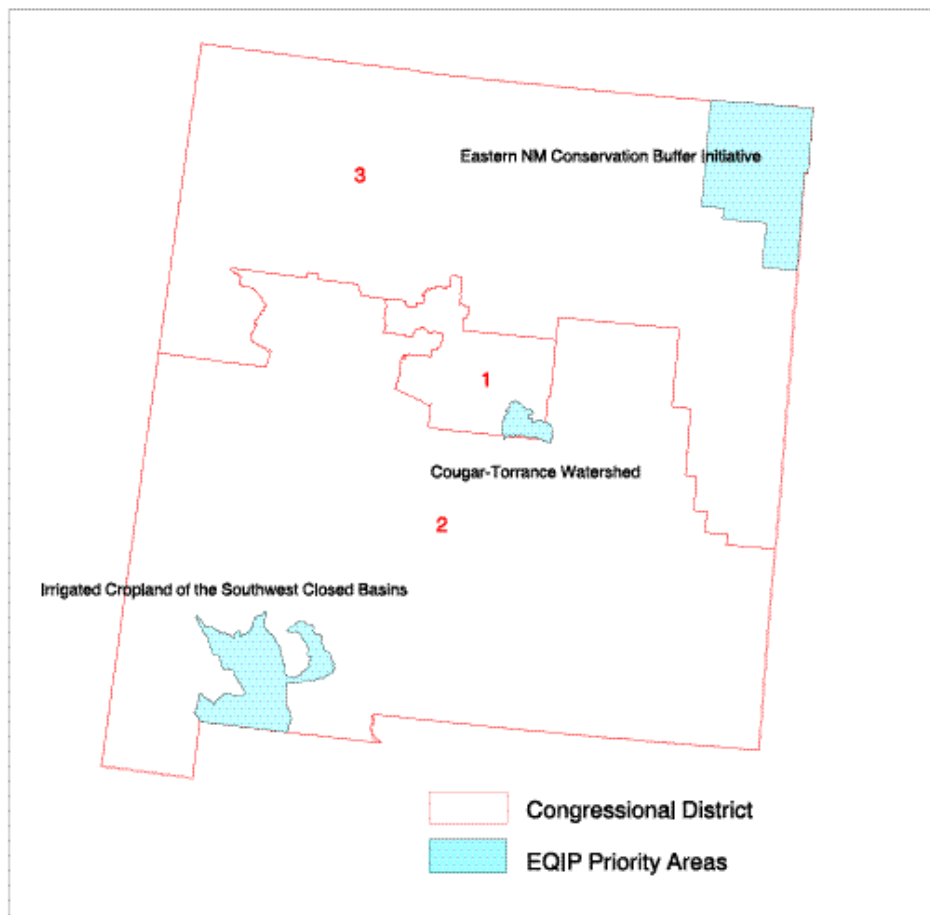 Eastern NM Conservation Buffer Initiative
3
1
Cougar-Torrance Watershed
2
Irrigated Cropland of the Southwest Closed Basins
Congressional District
EQIP Priority Areas